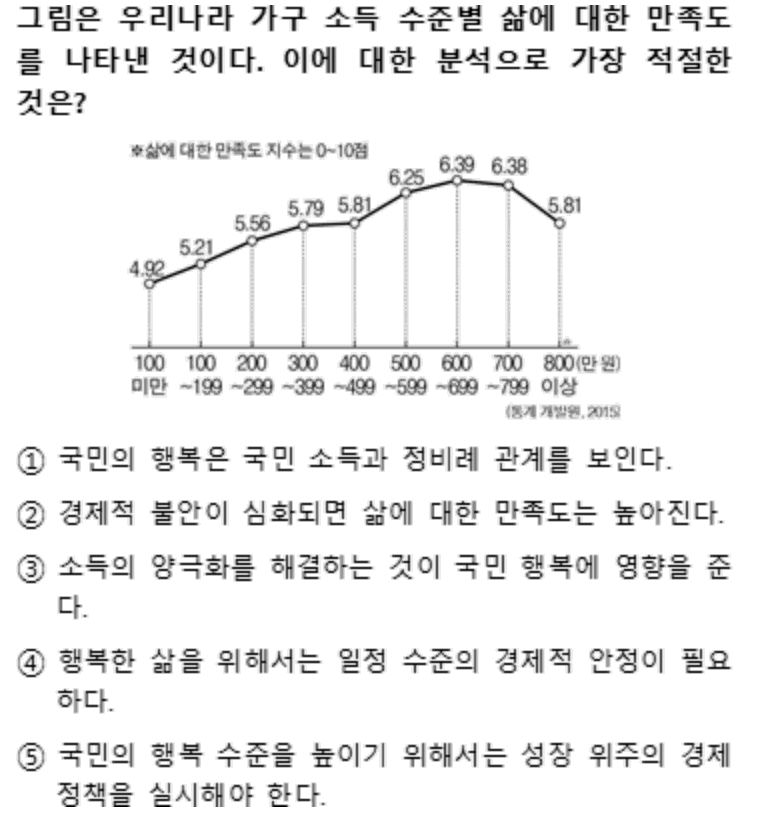 그림은 우리나라 가구 소득 수준별 삶에 대한 만족도
를 나타낸 것이다. 이에 대한 분석으로 가장 적절한
것은?
※삶에 대한 만족도 지수는 0~10점
4.92 5.21 5.56 5.79 5.81 6.25 6.39 6.38 5.81
100 100 200 300 400 500 600 700 800(만 원)
미만 ~199 ~299 ~399 ~499 ~599 ~699 ~799 이상
(통계 개발원, 2015)
① 국민의 행복은 국민 소득과 정비례 관계를 보인다.
② 경제적 불안이 심화되면 삶에 대한 만족도는 높아진다.
③ 소득의 양극화를 해결하는 것이 국민 행복에 영향을 준
다.
④ 행복한 삶을 위해서는 일정 수준의 경제적 안정이 필요
하다.
⑤ 국민의 행복 수준을 높이기 위해서는 성장 위주의 경제
정책을 실시해야 한다.